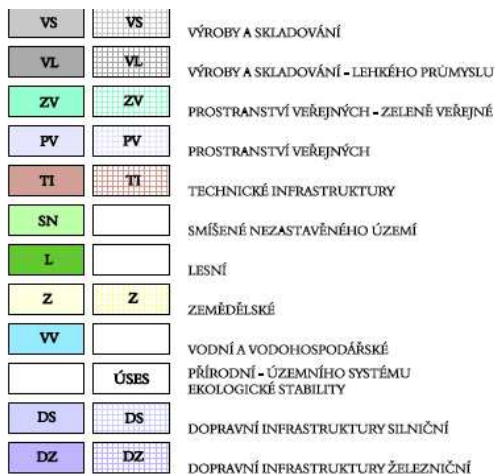 VS VS VÝROBY A SKLADOVÁNÍ
VL VL VÝROBY A SKLADOVÁNÍ - LEHKÉHO PRŮMYSLU
ZV ZV PROSTRANSTVÍ VEŘEJNÝCH - ZELENĚ VEŘEJNÉ
PV PV PROSTRANSTVÍ VEŘEJNÝCH
TI TI TECHNICKÉ INFRASTRUKTURY
SN SMÍŠENÉ NEZASTAVĚNÉHO ÚZEMÍ
L LESNÍ
Z Z ZEMĚDĚLSKÉ
VV VODNÍ A VODOHOSPODÁŘSKÉ
ÚSES PŘÍRODNÍ - ÚZEMNÍHO SYSTÉMU
EKOLOGICKÉ STABILITY
DS DS DOPRAVNÍ INFRASTRUKTURY SILNIČNÍ
DZ DZ DOPRAVNÍ INFRASTRUKTURY ŽELEZNIČNÍ